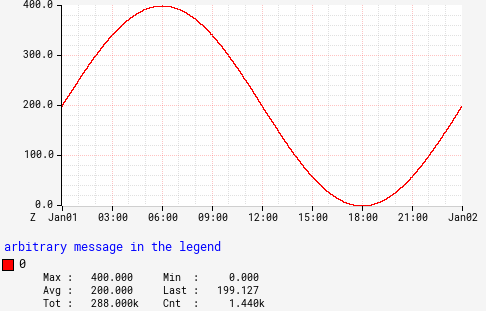 400.0
300.0
200.0
100.0
0.0
Z Jan01 03:00 06:00 09:00 12:00 15:00 18:00 21:00 Jan02
arbitrary message in the legend
0
Max : 400.000 Min : 0.000
Avg : 200.000 Last : 199.127
Tot : 288.000k Cnt : 1.440k